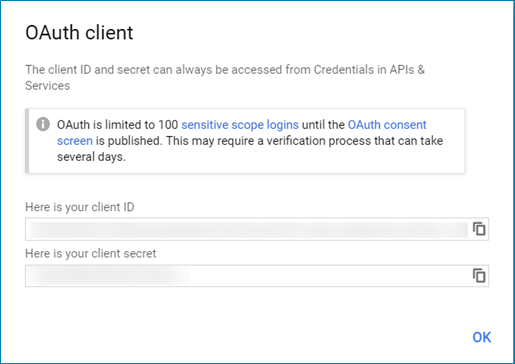 OAuth client
The client ID and secret can always be accessed from Credentials in APIs &
Services
OAuth is limited to 100 sensitive scope logins until the OAuth consent
screen is published. This may require a verification process that can take
several days.
Here is your client ID
Here is your client secret
OK